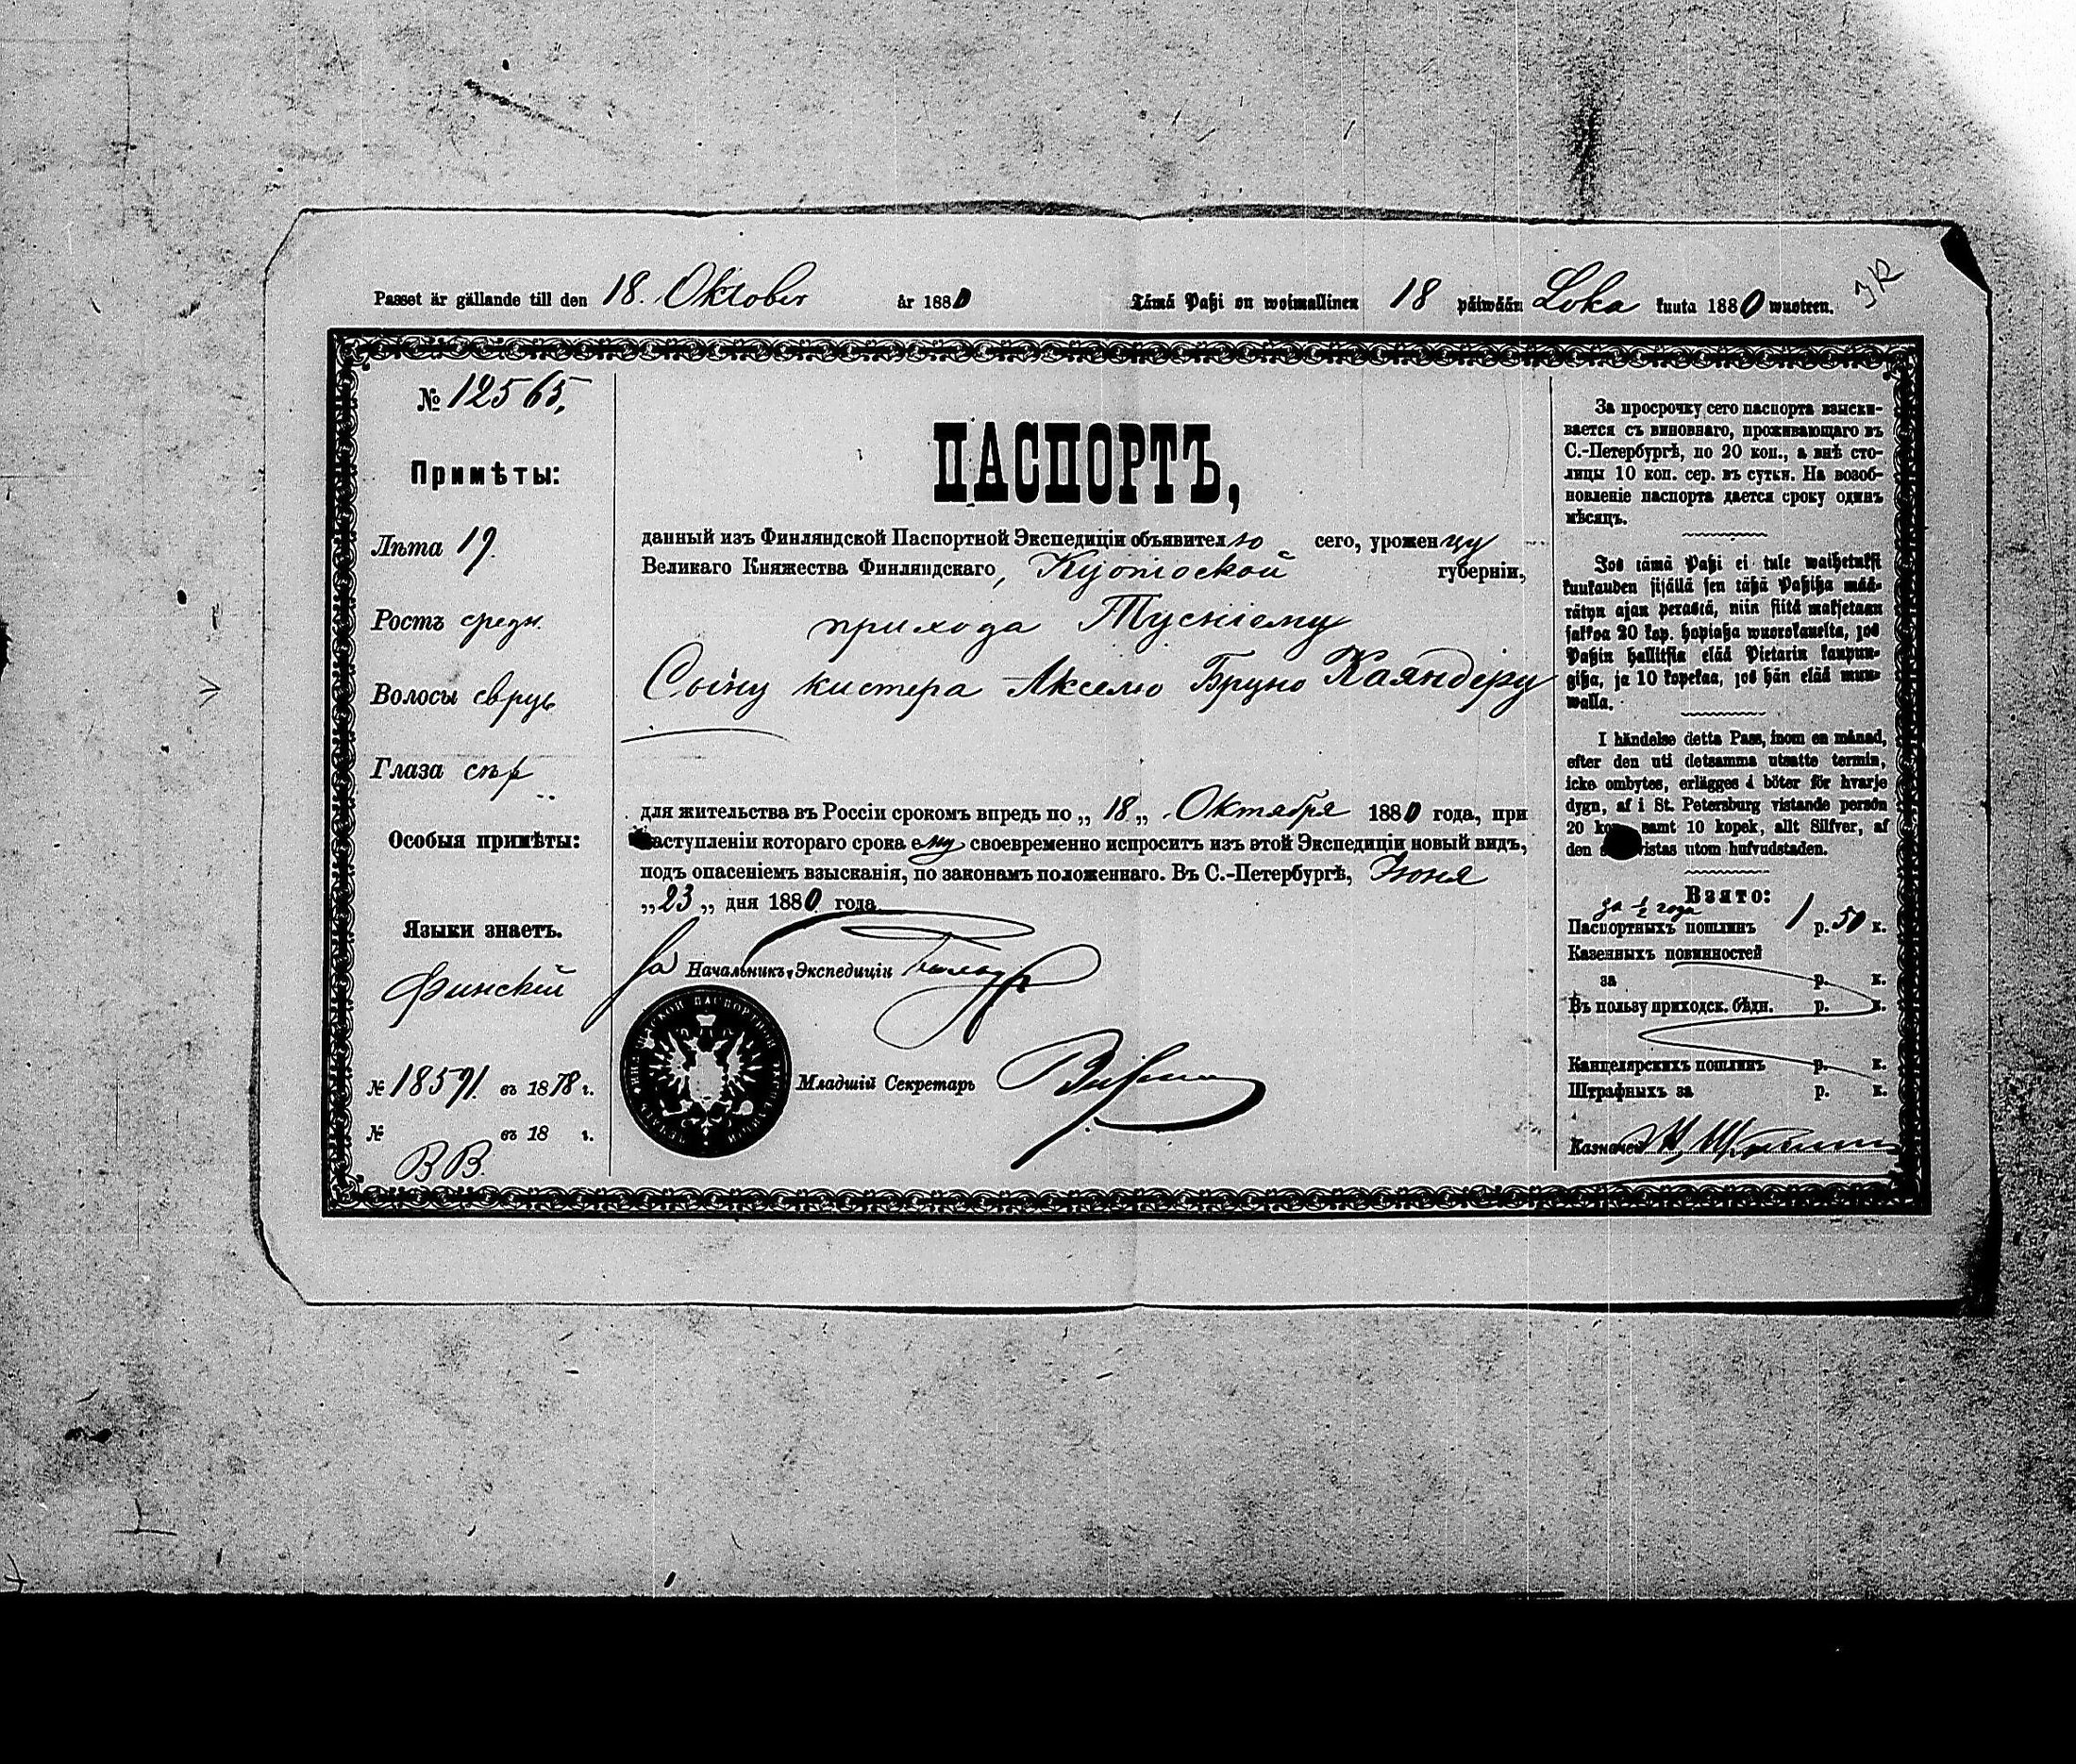 Passet är gällande till den 18. Oktober år 1880
Tämä Paßi on woimallinen 18 päiwään Loka kuuta 1880 wuoteen.
№ 12565.
Примѣты:
Лѣта 19.
Ростъ средн.
Волосы
Глаза сѣр
Особыя примѣты:
Языки знаетъ.
Финскій
№ 18591. въ 1878 г.
№ въ 18 г.
ВВ.
ПАСПОРТЪ,
данный изъ Финляндской Паспортной Экспедиціи объявителю сего, уроженцу
Великаго Княжества Финляндскаго, Куопіоской губерніи,
прихода
Сыну кистера Акселю Бруно Каяндеру
для жительства въ Россіи срокомъ впредь по „ 18 „ Октября 1880 года, при
наступленіи котораго срока ему своевременно испроситъ изъ этой Экспедиціи новый видъ,
подъ опасеніемъ взысканія, по законамъ положеннаго. Въ С.-Петербургѣ, Іюня
„ 23 „ дня 1880 года
За Начальникъ Экспедиціи
Младшій Секретарь
За просрочку сего паспорта взыски-
вается съ виновнаго, проживающаго въ
С.-Петербургѣ, по 20 коп., а внѣ сто-
лицы 10 коп. сер. въ сутки. На возоб-
новленіе паспорта дается сроку одинъ
мѣсяцъ.
Jos tämä Paßi ei tule waihetuksi
kuukauden sisällä sen täßä Paßißa mää-
rätyn ajan perästä, niin siitä maksetaan
sakkoa 20 kop. hopiaßa wuorokaudelta, jos
Paßin hallitsia elää Pietarin kaupun-
gißa, ja 10 kopekaa, jos hän elää muu-
walla.
I händelse detta Pass, inom en månad,
efter den uti detsamma utsatte termin,
icke ombytes, erlägges i böter för hvarje
dygn, af i St. Petersburg vistande person
20 kop. samt 10 kopek, allt Silfver, af
den vistas utom hufvudstaden.
Взято:
за ½ года
Паспортныхъ пошлинъ 1 р. 50 к.
Казенныхъ повинностей
за р. к.
Въ пользу приходск. бѣдн. р. к.
Канцелярскихъ пошлинъ р. к.
Штрафныхъ за р. к.
Казначей